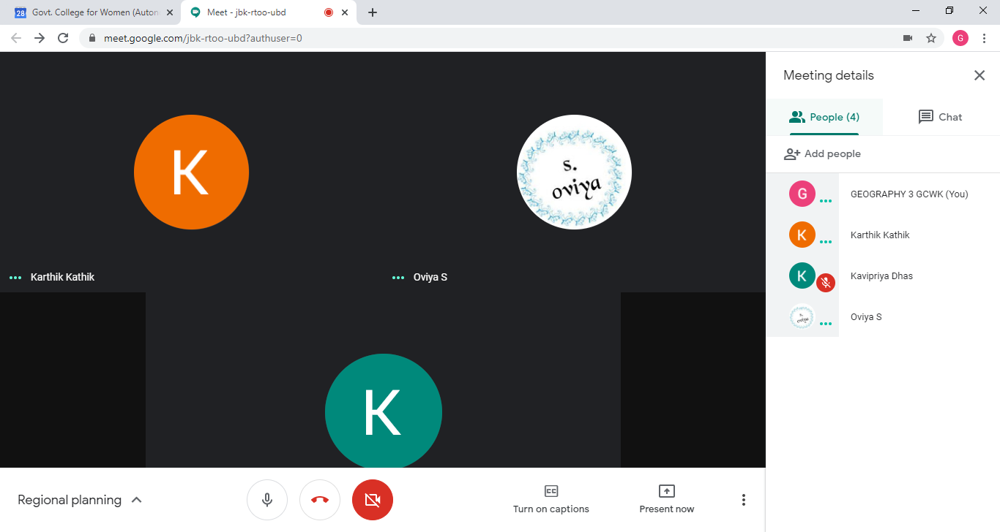 28 Govt. College for Women (Auton
Meet - jbk-rtoo-ubd
meet.google.com/jbk-rtoo-ubd?authuser=0
G
K
s.
oviya
Karthik Kathik
Oviya S
K
Meeting details
People (4)
Chat
Add people
G GEOGRAPHY 3 GCWK (You)
K Karthik Kathik
K Kavipriya Dhas
s.
oviya
Oviya S
Regional planning
CC
Turn on captions
Present now